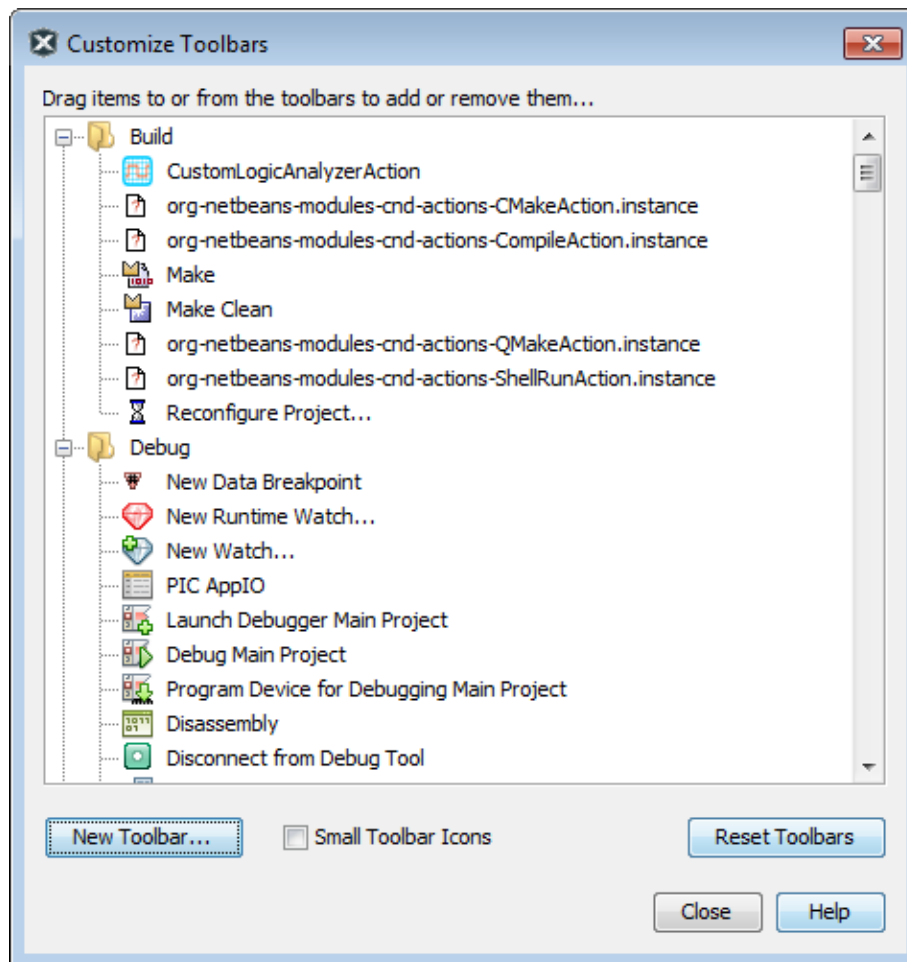 Customize Toolbars
Drag items to or from the toolbars to add or remove them...
Build
CustomLogicAnalyzerAction
org-netbeans-modules-cnd-actions-CMakeAction.instance
org-netbeans-modules-cnd-actions-CompileAction.instance
Make
Make Clean
org-netbeans-modules-cnd-actions-QMakeAction.instance
org-netbeans-modules-cnd-actions-ShellRunAction.instance
Reconfigure Project...
Debug
New Data Breakpoint
New Runtime Watch...
New Watch...
PIC AppIO
Launch Debugger Main Project
Debug Main Project
Program Device for Debugging Main Project
Disassembly
Disconnect from Debug Tool
New Toolbar... Small Toolbar Icons Reset Toolbars
Close Help